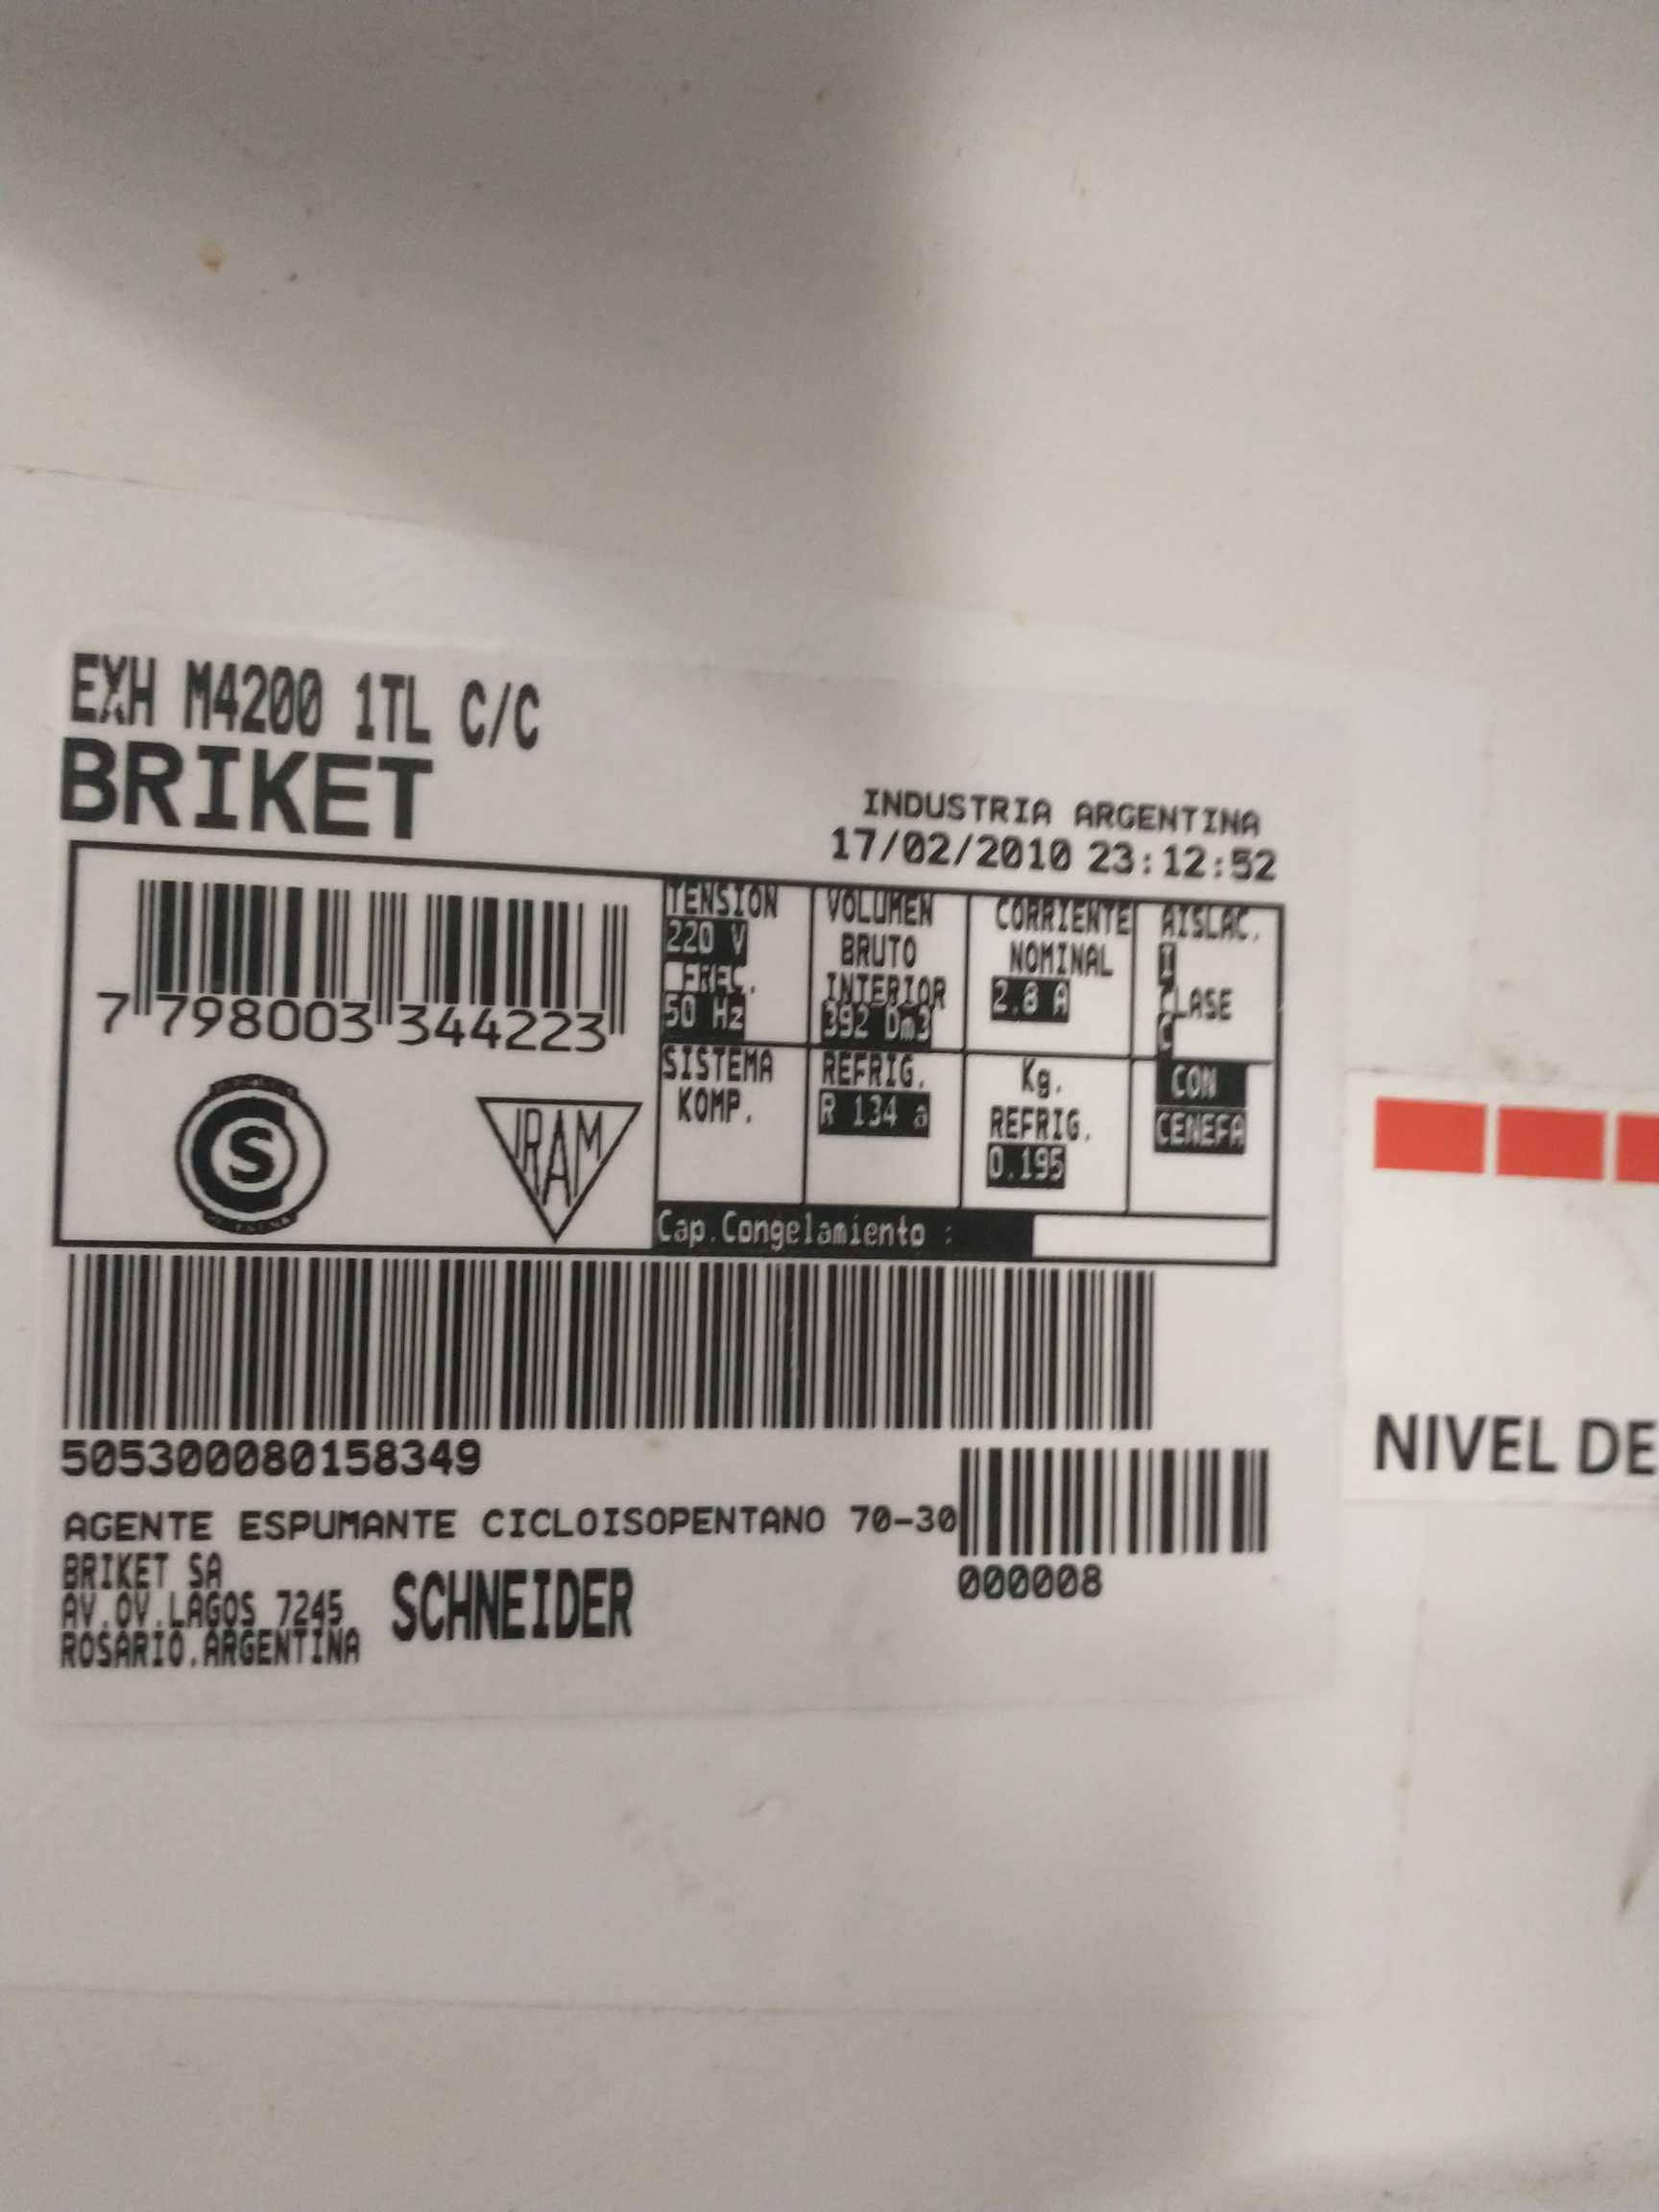 EXH M4200 1TL C/C
BRIKET
INDUSTRIA ARGENTINA
17/02/2010 23:12:52
7 798003 344223
TENSION
220 V
FREC.
50 Hz
VOLUMEN
BRUTO
INTERIOR
392 Dm3
CORRIENTE
NOMINAL
2.8 A
AISLAC.
I
CLASE
C
SISTEMA
KOMP.
REFRIG.
R 134 a
Kg.
REFRIG.
0.195
CON
CENEFA
CS
IRAM
Cap.Congelamiento :
505300080158349
AGENTE ESPUMANTE CICLOISOPENTANO 70-30
BRIKET SA
AV.OV.LAGOS 7245
ROSARIO.ARGENTINA
SCHNEIDER
000008
NIVEL DE